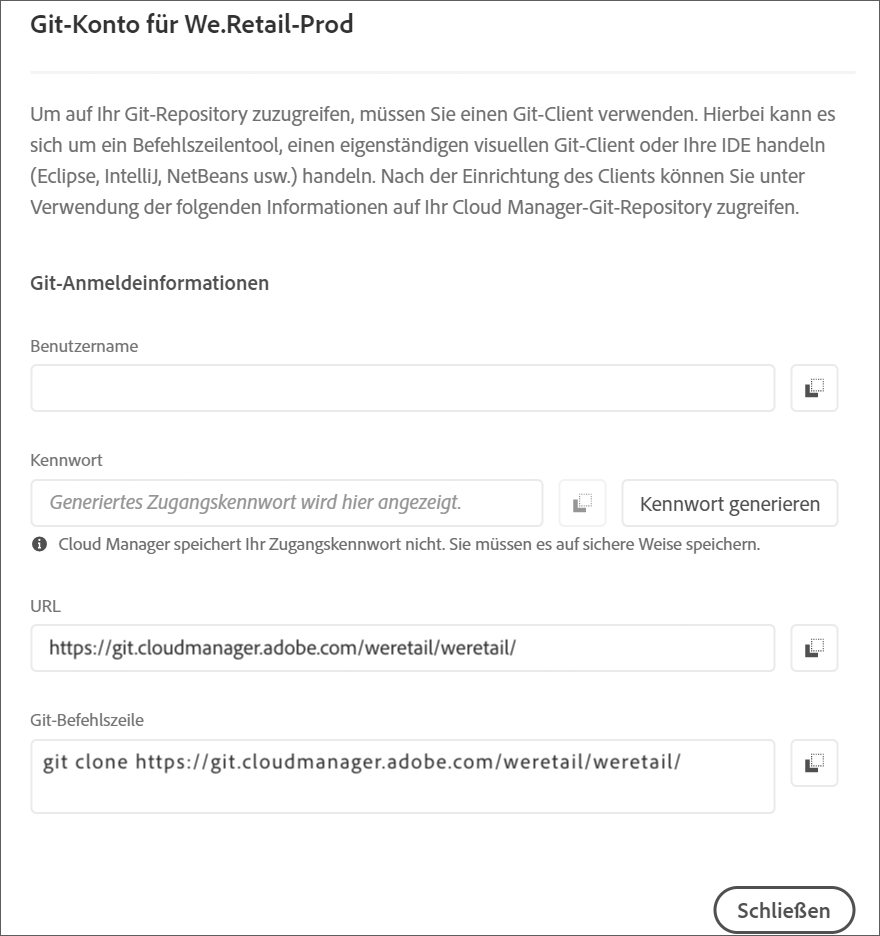 Git-Konto für We.Retail-Prod
Um auf Ihr Git-Repository zuzugreifen, müssen Sie einen Git-Client verwenden. Hierbei kann es
sich um ein Befehlszeilentool, einen eigenständigen visuellen Git-Client oder Ihre IDE handeln
(Eclipse, IntelliJ, NetBeans usw.) handeln. Nach der Einrichtung des Clients können Sie unter
Verwendung der folgenden Informationen auf Ihr Cloud Manager-Git-Repository zugreifen.
Git-Anmeldeinformationen
Benutzername
Kennwort
Generiertes Zugangskennwort wird hier angezeigt.
Kennwort generieren
Cloud Manager speichert Ihr Zugangskennwort nicht. Sie müssen es auf sichere Weise speichern.
URL
https://git.cloudmanager.adobe.com/weretail/weretail/
Git-Befehlszeile
git clone https://git.cloudmanager.adobe.com/weretail/weretail/
Schließen